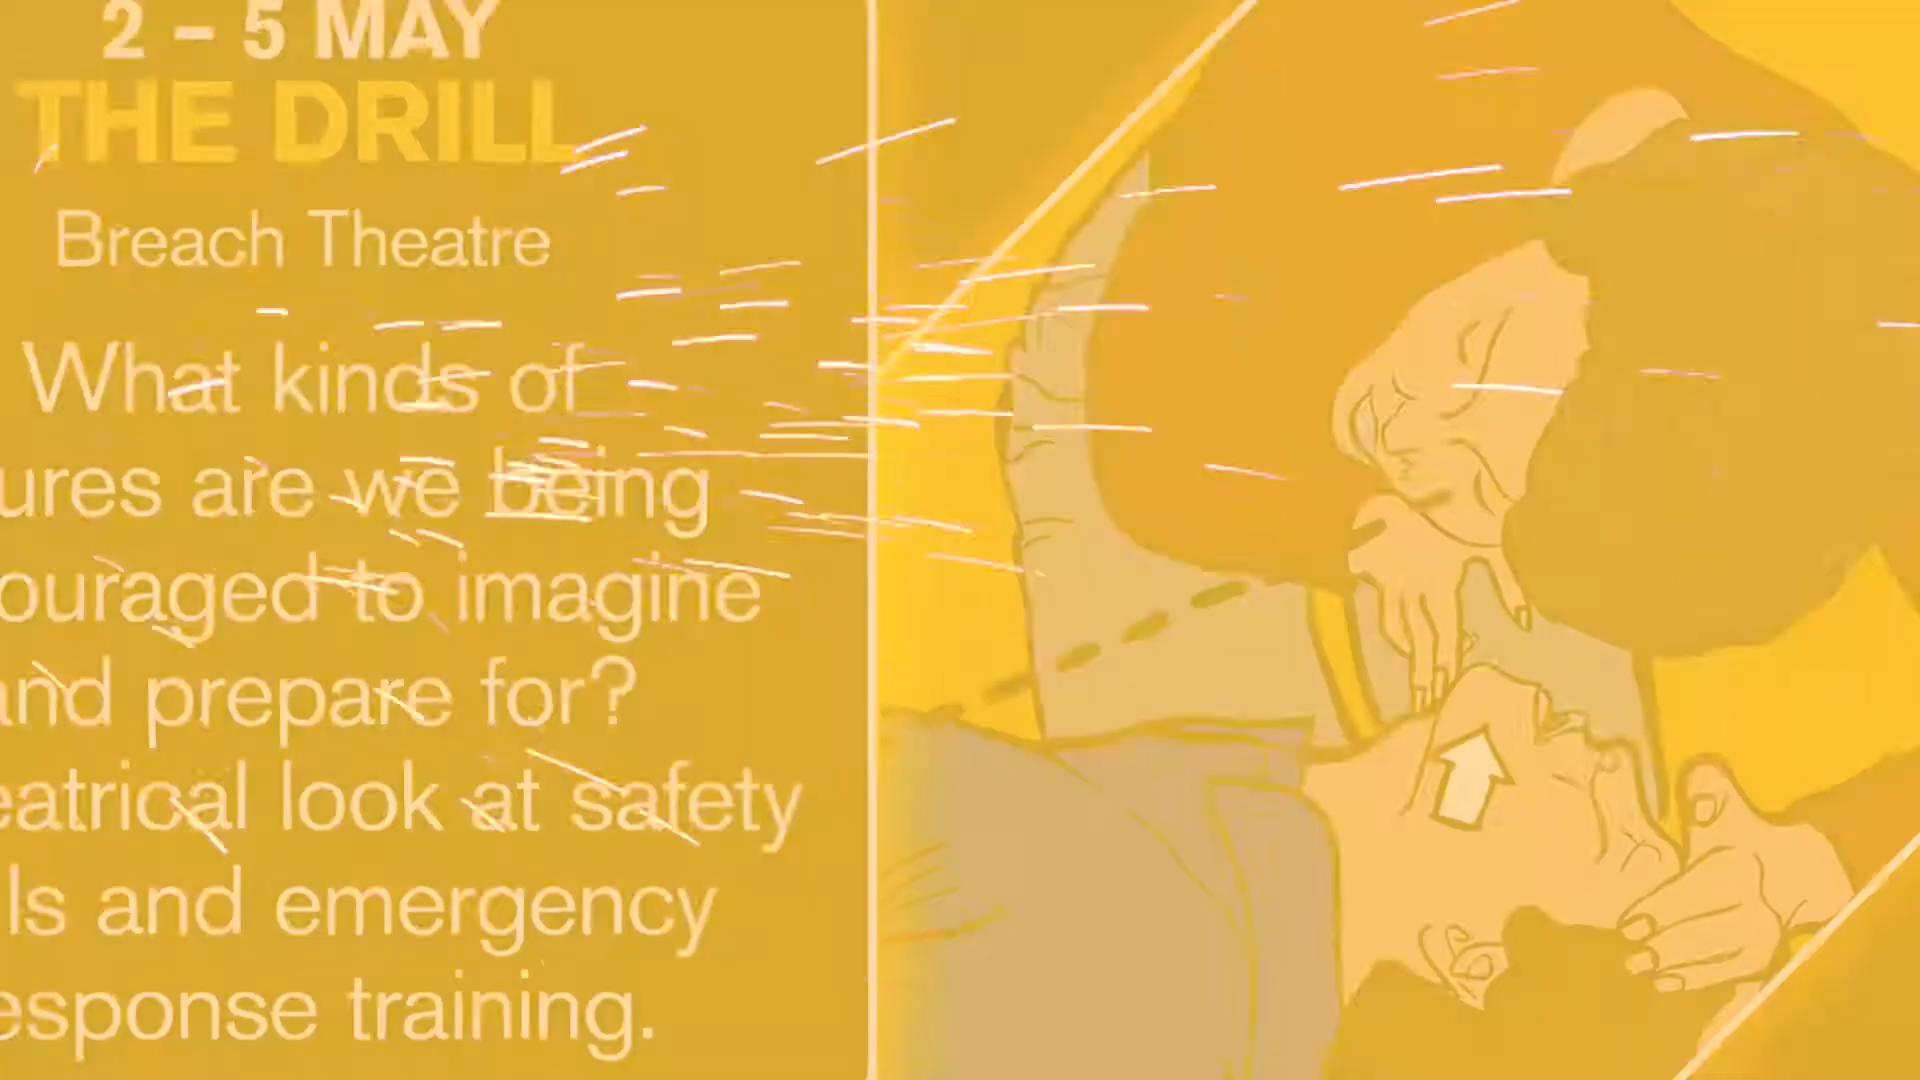 2 – 5 MAY
THE DRILL
Breach Theatre
What kinds of
ures are we being
ouraged to imagine
and prepare for?
eatrical look at safety
ls and emergency
esponse training.